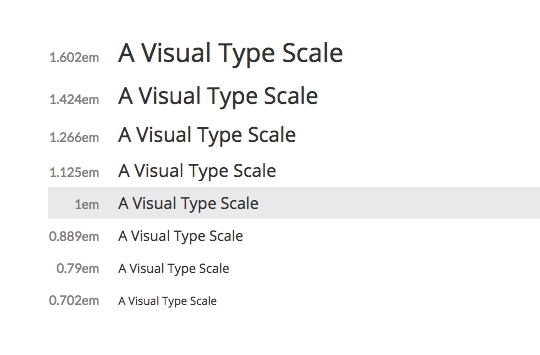 1.602em A Visual Type Scale
1.424em A Visual Type Scale
1.266em A Visual Type Scale
1.125em A Visual Type Scale
1em A Visual Type Scale
0.889em A Visual Type Scale
0.79em A Visual Type Scale
0.702em A Visual Type Scale